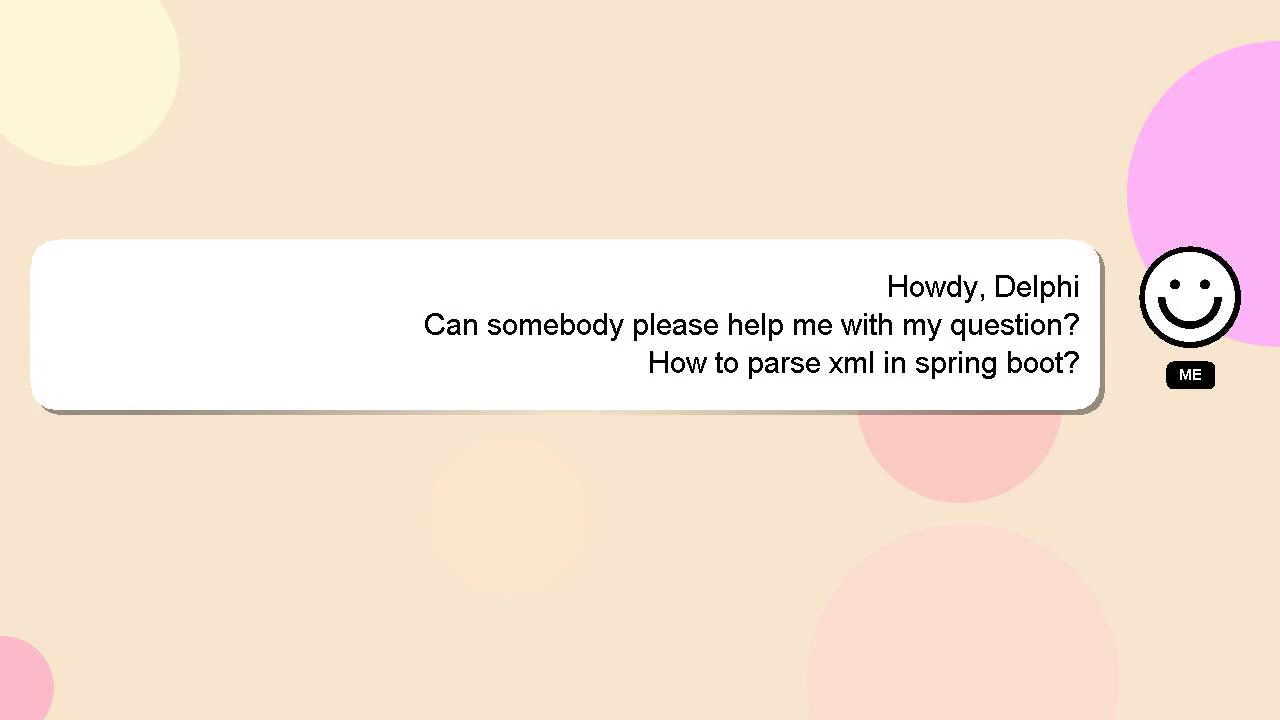 Howdy, Delphi
Can somebody please help me with my question?
How to parse xml in spring boot?
ME